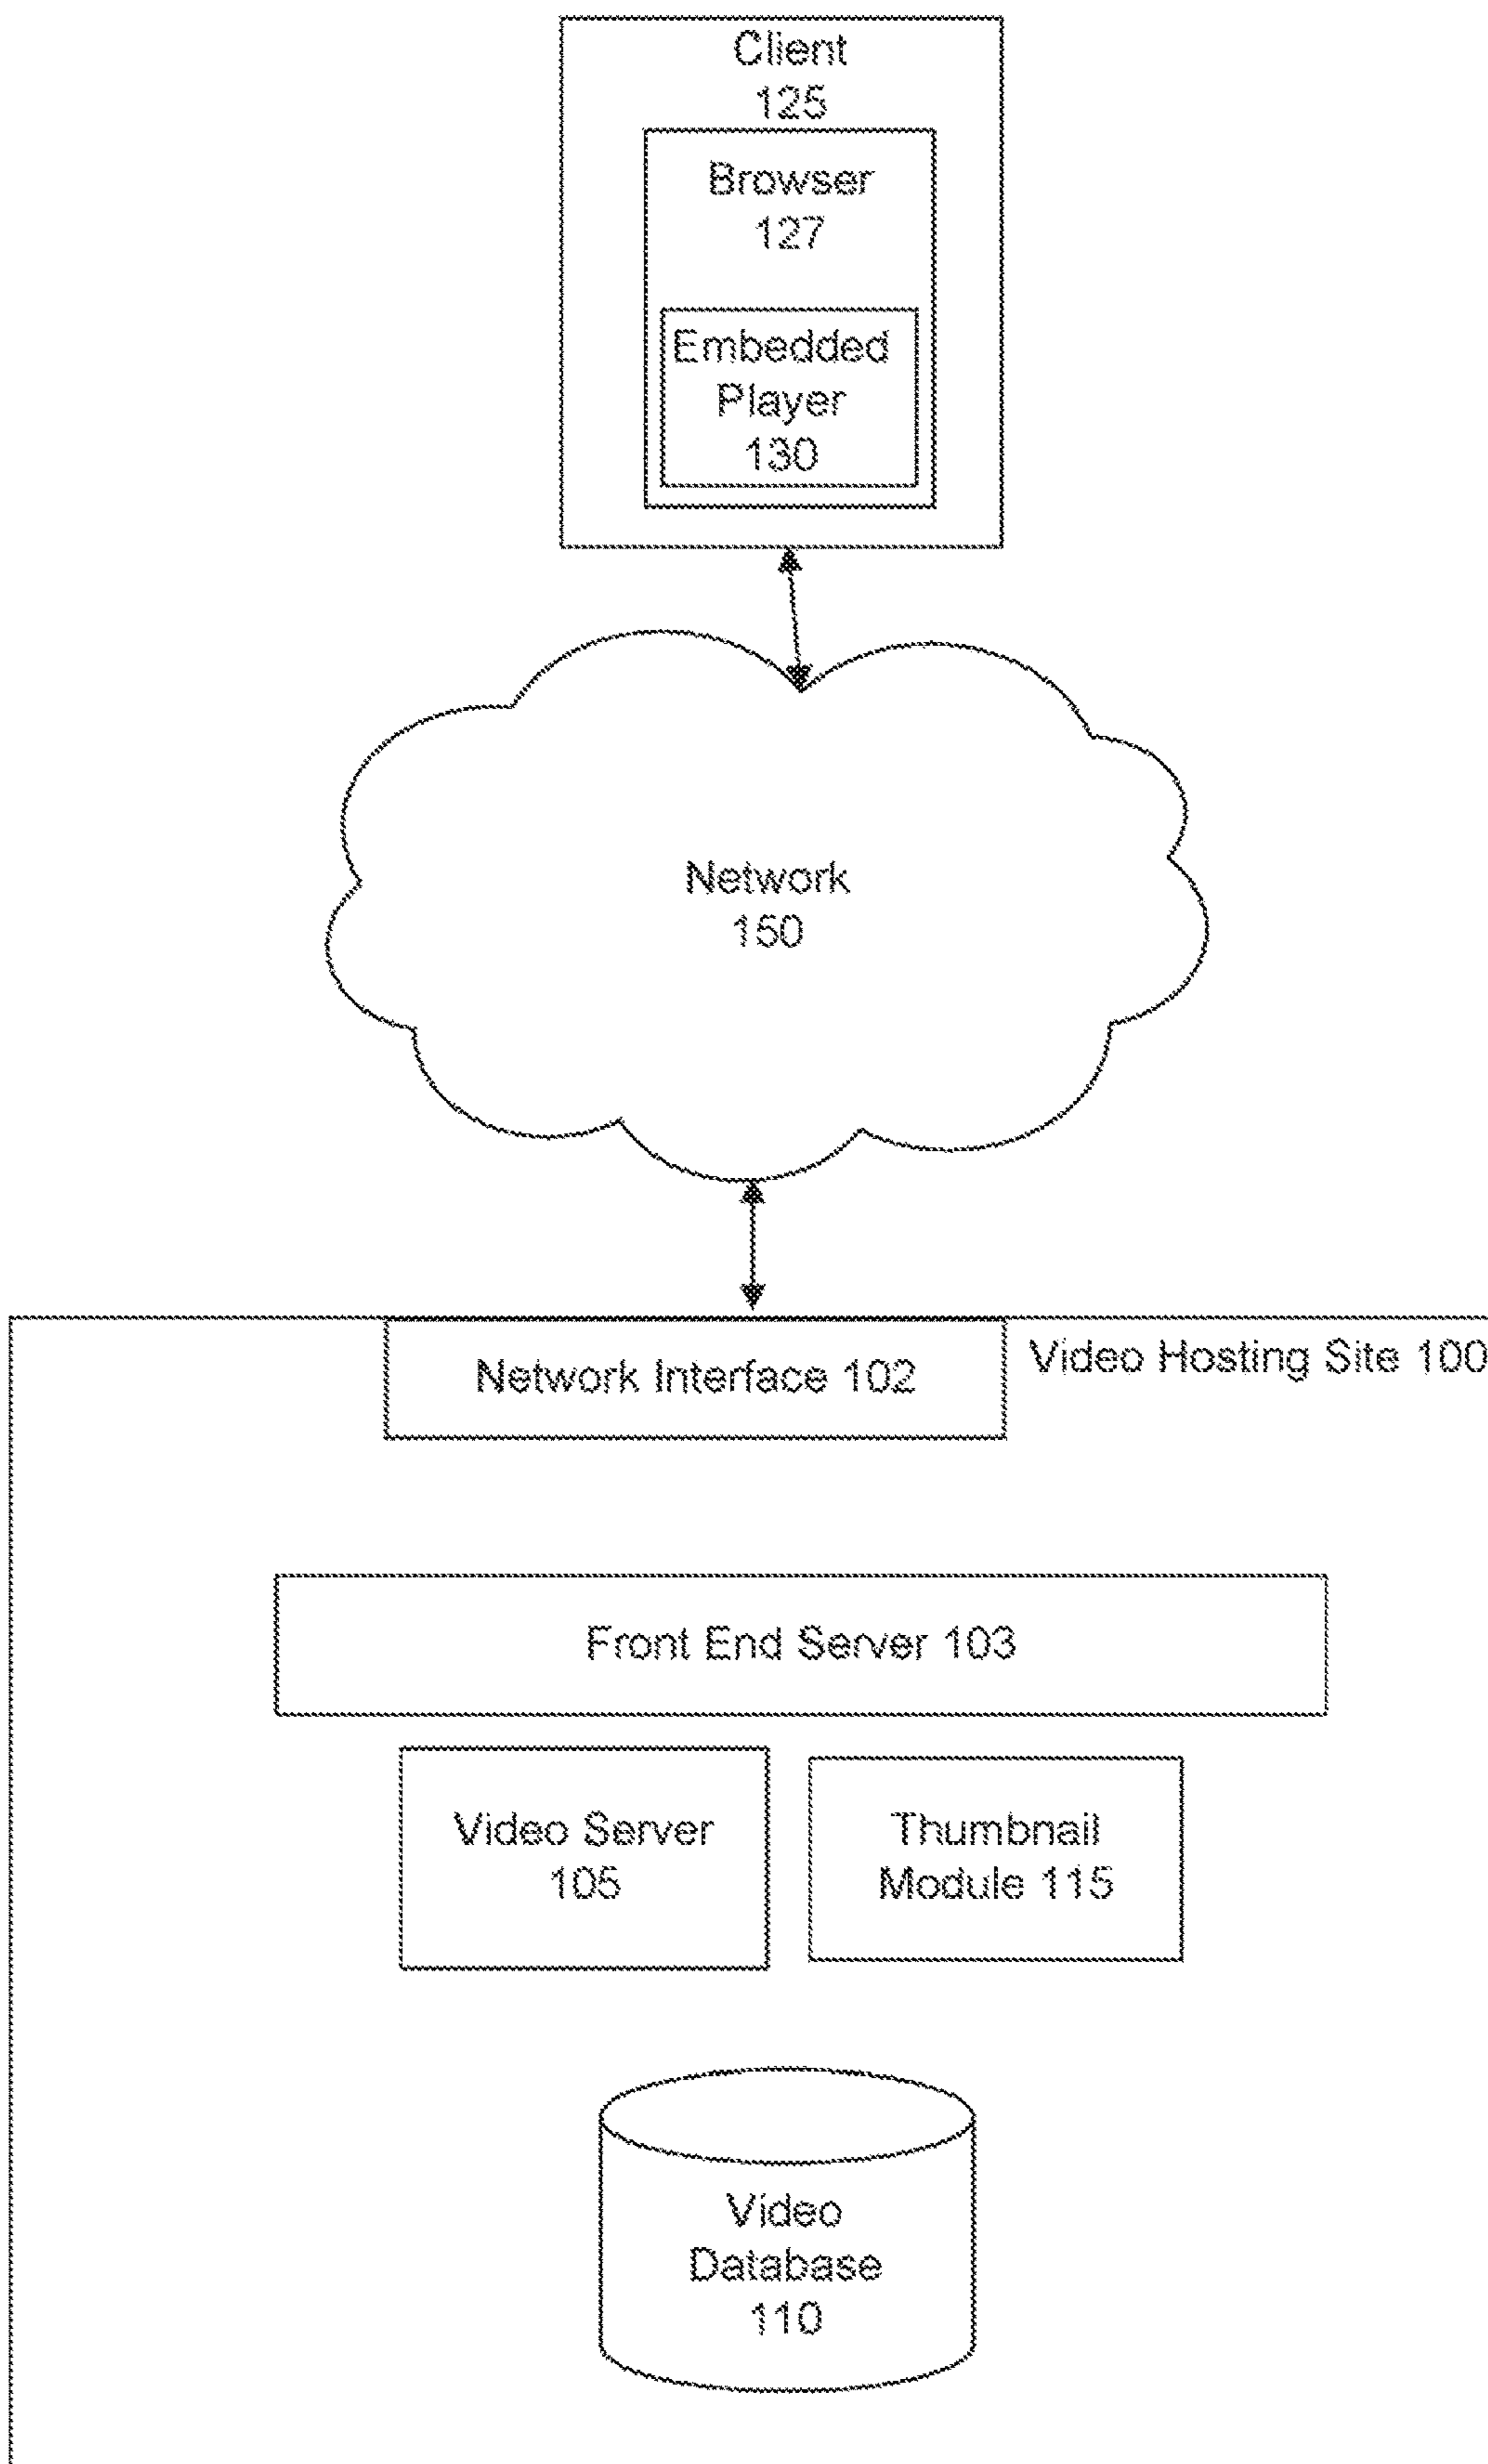 Client
125
Browser
127
Embedded
Player
130
Network
150
Network Interface 102
Video Hosting Site 100
Front End Server 103
Video Server
105
Thumbnail
Module 115
Video
Database
110